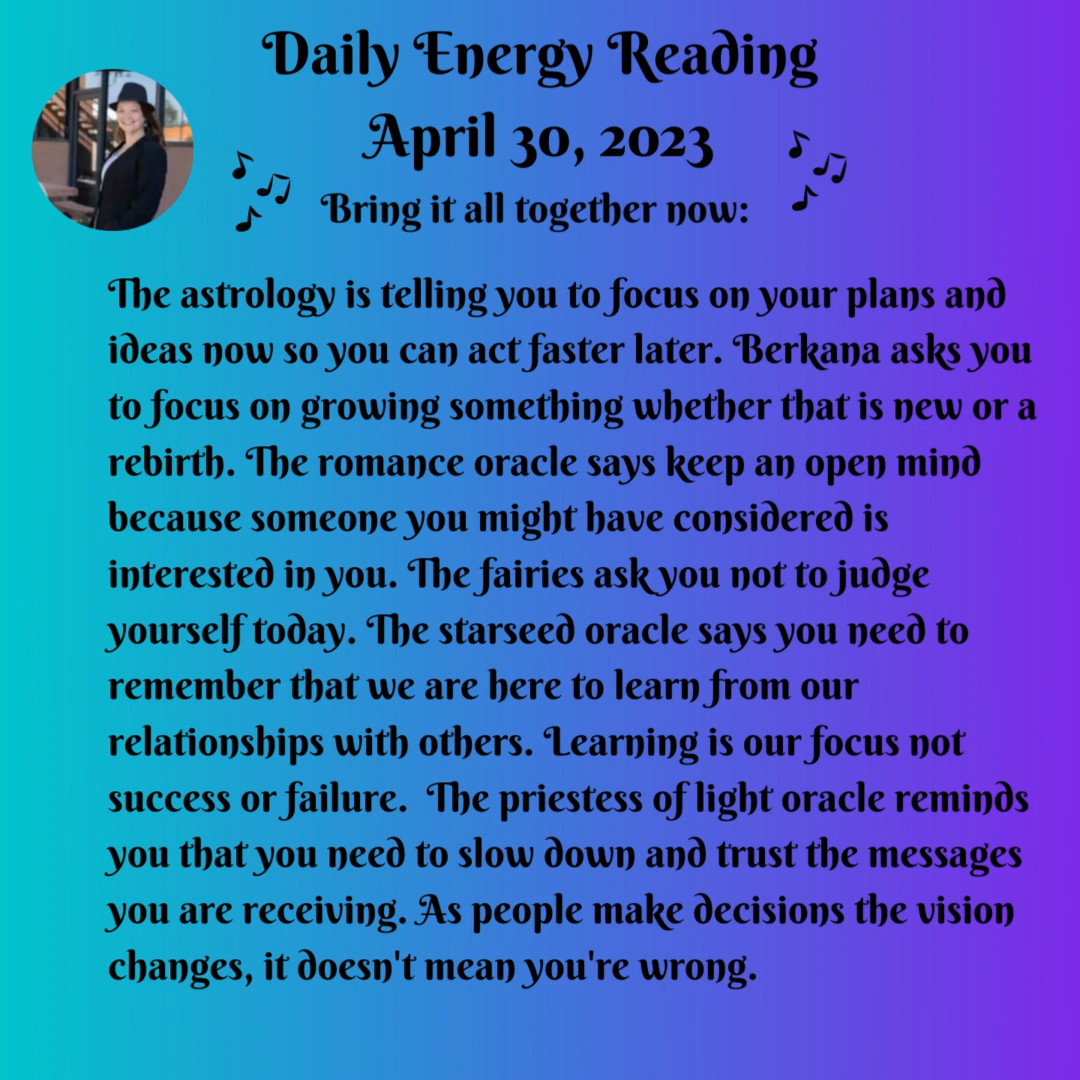 Daily Energy Reading
April 30, 2023
Bring it all together now:
The astrology is telling you to focus on your plans and
ideas now so you can act faster later. Berkana asks you
to focus on growing something whether that is new or a
rebirth. The romance oracle says keep an open mind
because someone you might have considered is
interested in you. The fairies ask you not to judge
yourself today. The starseed oracle says you need to
remember that we are here to learn from our
relationships with others. Learning is our focus not
success or failure.  The priestess of light oracle reminds
you that you need to slow down and trust the messages
you are receiving. As people make decisions the vision
changes, it doesn't mean you're wrong.